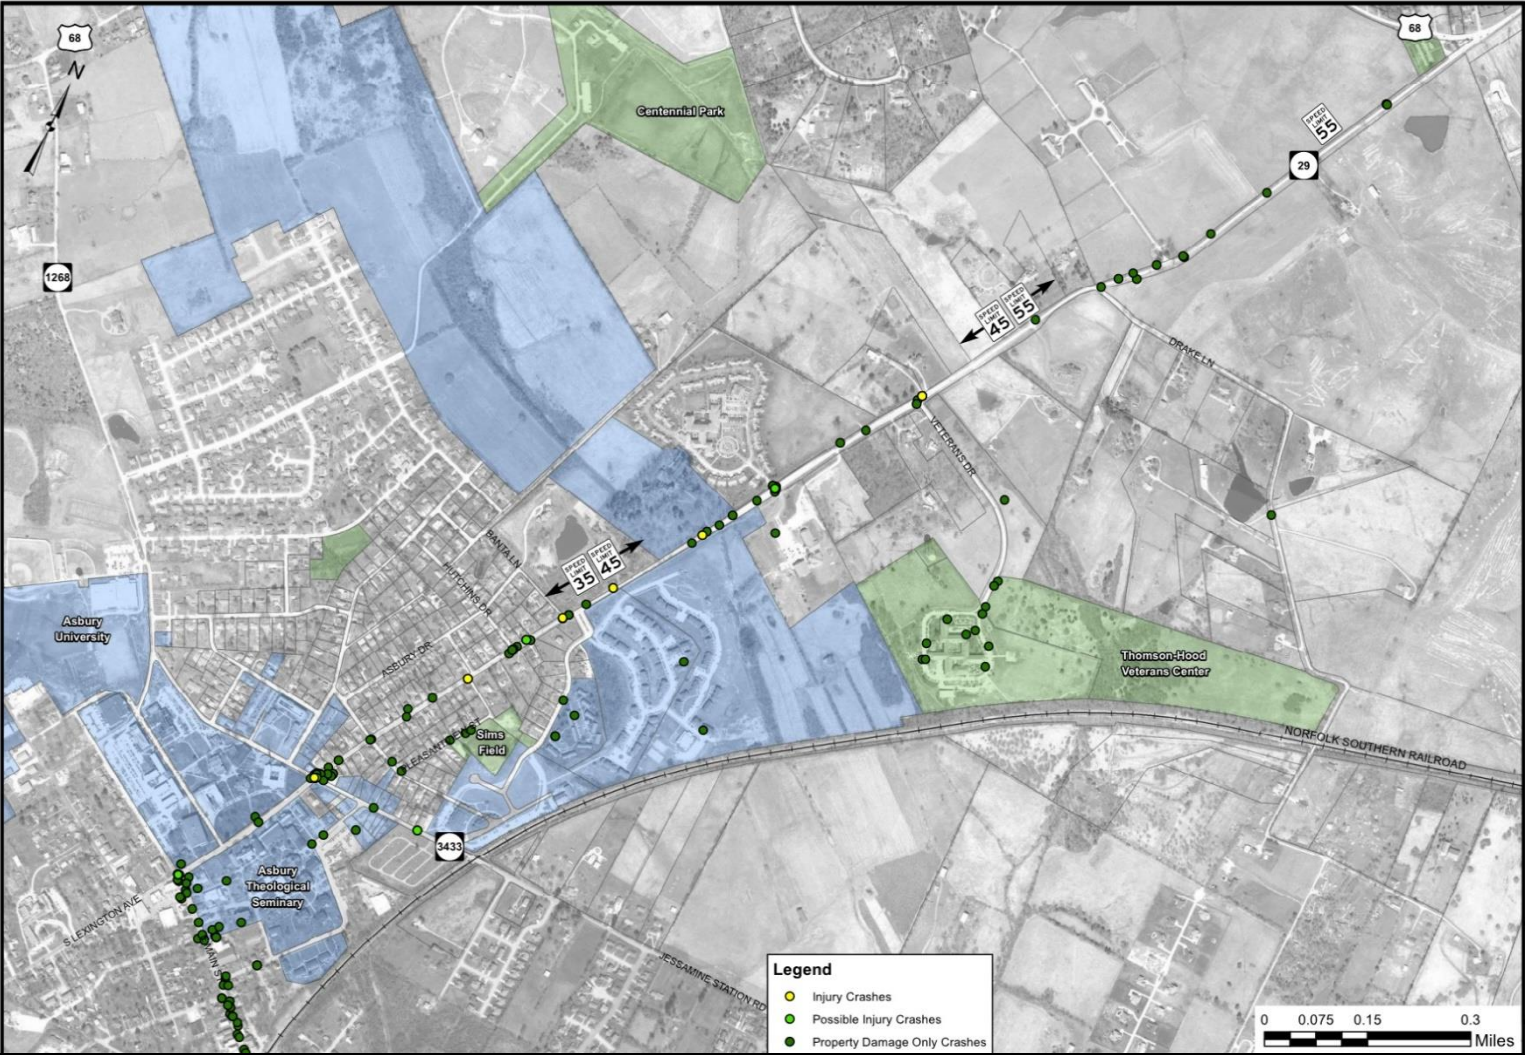 68
N
68
Centennial Park
SPEED
LIMIT
55
29
1268
SPEED
LIMIT
45
SPEED
LIMIT
55
DRAKE LN
VETERANS DR
BANTA LN
HUTCHINS DR
SPEED
LIMIT
35
SPEED
LIMIT
45
Asbury
University
ASBURY DR
Thomson-Hood
Veterans Center
Sims
Field
NORFOLK SOUTHERN RAILROAD
3433
Asbury
Theological
Seminary
S LEXINGTON AVE
MAIN ST
JESSAMINE STATION RD
Legend
Injury Crashes
Possible Injury Crashes
Property Damage Only Crashes
0 0.075 0.15 0.3
Miles